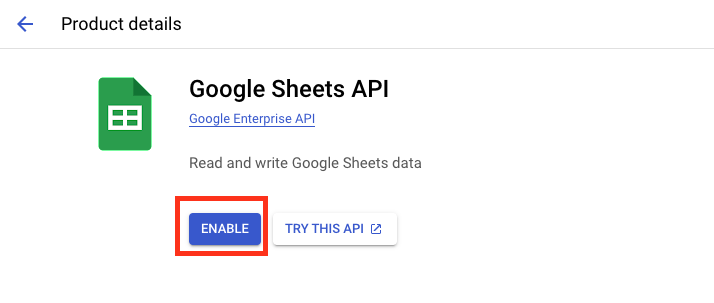 Product details
Google Sheets API
Google Enterprise API
Read and write Google Sheets data
ENABLE
TRY THIS API